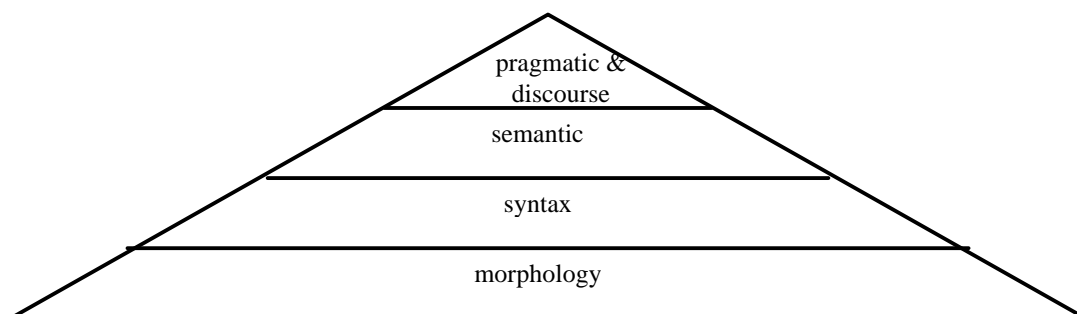 pragmatic &
discourse
semantic
syntax
morphology